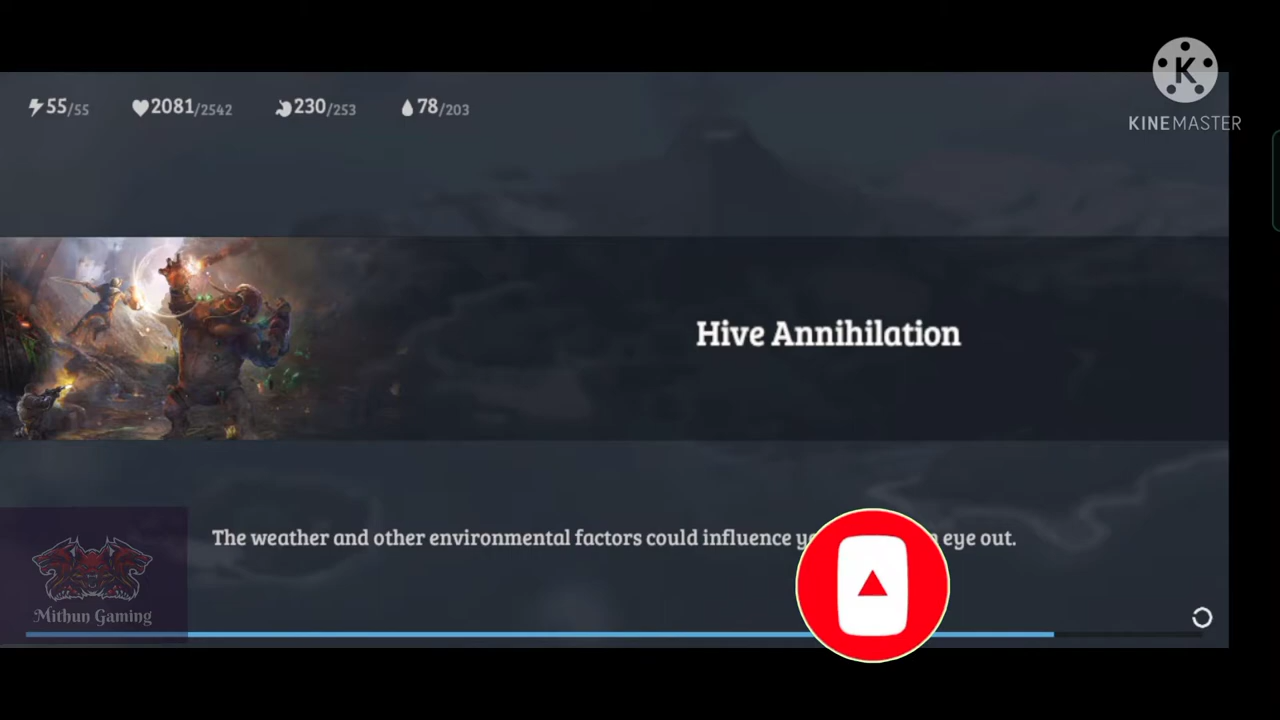 55/55 2081/2542 230/253 78/203
K
KINEMASTER
Hive Annihilation
The weather and other environmental factors could influence eye out.
Mithun Gaming